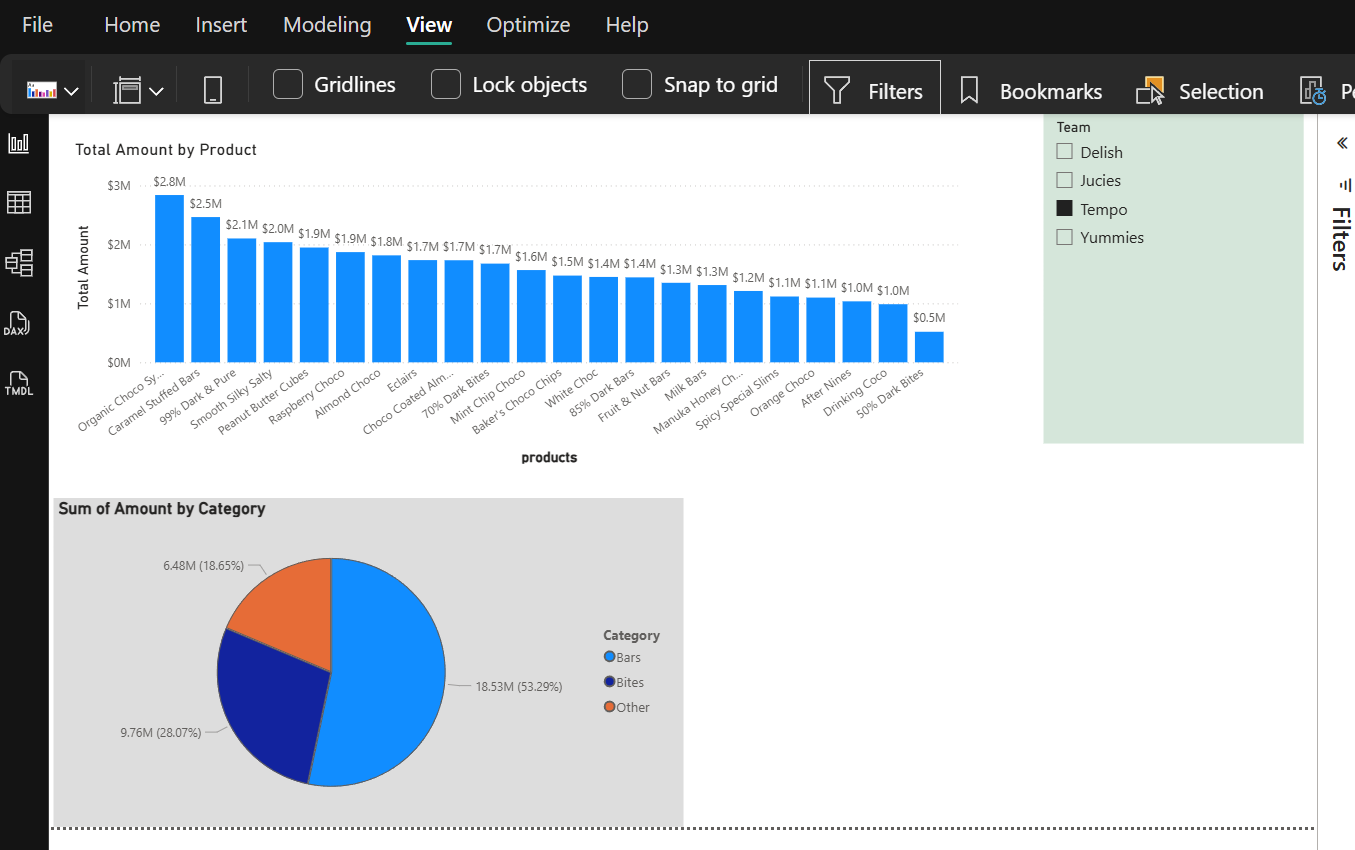 File Home Insert Modeling View Optimize Help
Gridlines Lock objects Snap to grid Filters Bookmarks Selection
DAX
TMDL
Total Amount by Product
Total Amount
$3M
$2M
$1M
$0M
$2.8M $2.5M $2.1M $2.0M $1.9M $1.9M $1.8M $1.7M $1.7M $1.7M $1.6M $1.5M $1.4M $1.4M $1.3M $1.3M $1.2M $1.1M $1.1M $1.0M $1.0M $0.5M
Organic Choco Sy...
Caramel Stuffed Bars
99% Dark & Pure
Smooth Silky Salty
Peanut Butter Cubes
Raspberry Choco
Almond Choco
Eclairs
Choco Coated Alm...
70% Dark Bites
Mint Chip Choco
Baker's Choco Chips
White Choc
85% Dark Bars
Fruit & Nut Bars
Milk Bars
Manuka Honey Ch...
Spicy Special Slims
Orange Choco
After Nines
Drinking Coco
50% Dark Bites
products
Team
Delish
Jucies
Tempo
Yummies
Filters
Sum of Amount by Category
6.48M (18.65%)
18.53M (53.29%)
9.76M (28.07%)
Category
Bars
Bites
Other